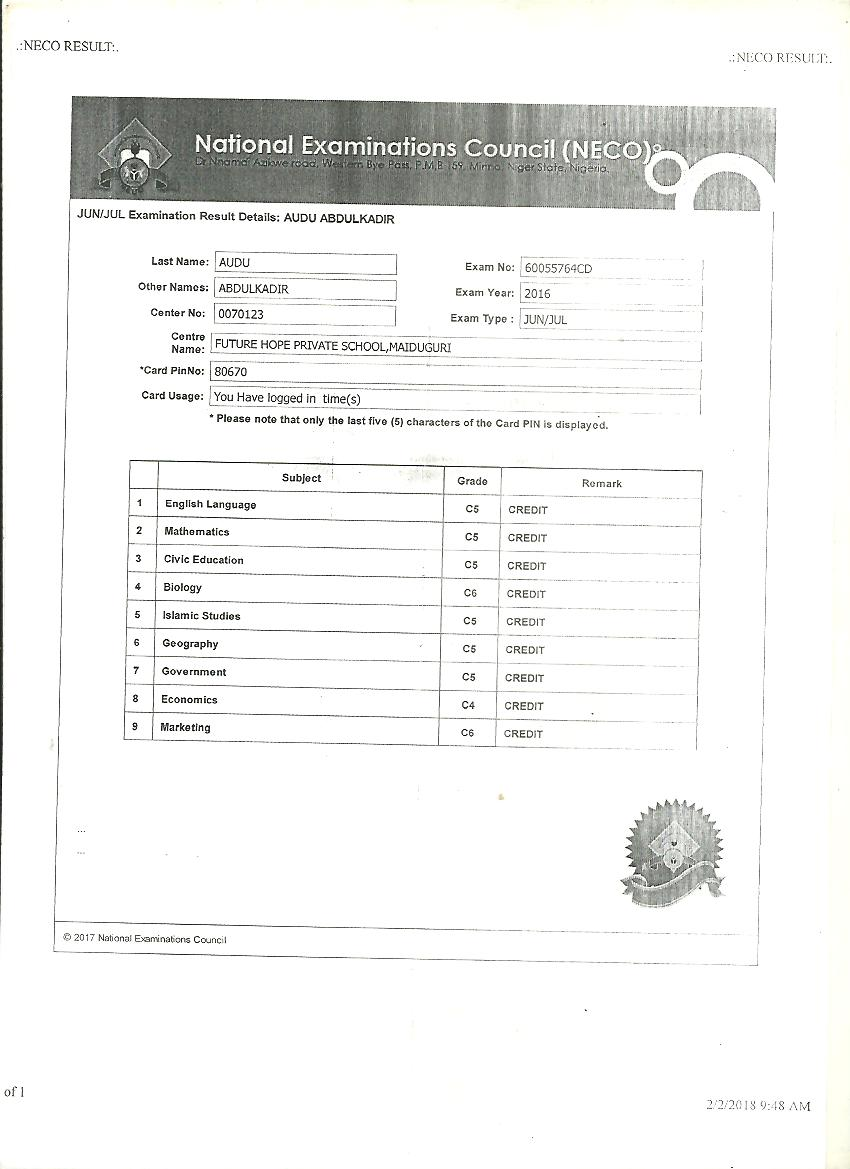 .:NECO RESULT:.
.:NECO RESULT:.
National Examinations Council (NECO)
Dr Nnamdi Azikwe road, Western Bye Pass, P.M.B 159, Minna, Niger State, Nigeria.
JUN/JUL Examination Result Details: AUDU ABDULKADIR
Last Name: AUDU
Exam No: 60055764CD
Other Names: ABDULKADIR
Exam Year: 2016
Center No: 0070123
Exam Type : JUN/JUL
Centre Name: FUTURE HOPE PRIVATE SCHOOL,MAIDUGURI
*Card PinNo: 80670
Card Usage: You Have logged in time(s)
* Please note that only the last five (5) characters of the Card PIN is displayed.
Subject Grade Remark
1 English Language C5 CREDIT
2 Mathematics C5 CREDIT
3 Civic Education C5 CREDIT
4 Biology C6 CREDIT
5 Islamic Studies C5 CREDIT
6 Geography C5 CREDIT
7 Government C5 CREDIT
8 Economics C4 CREDIT
9 Marketing C6 CREDIT
...
...
© 2017 National Examinations Council
of 1
2/2/2018 9:48 AM